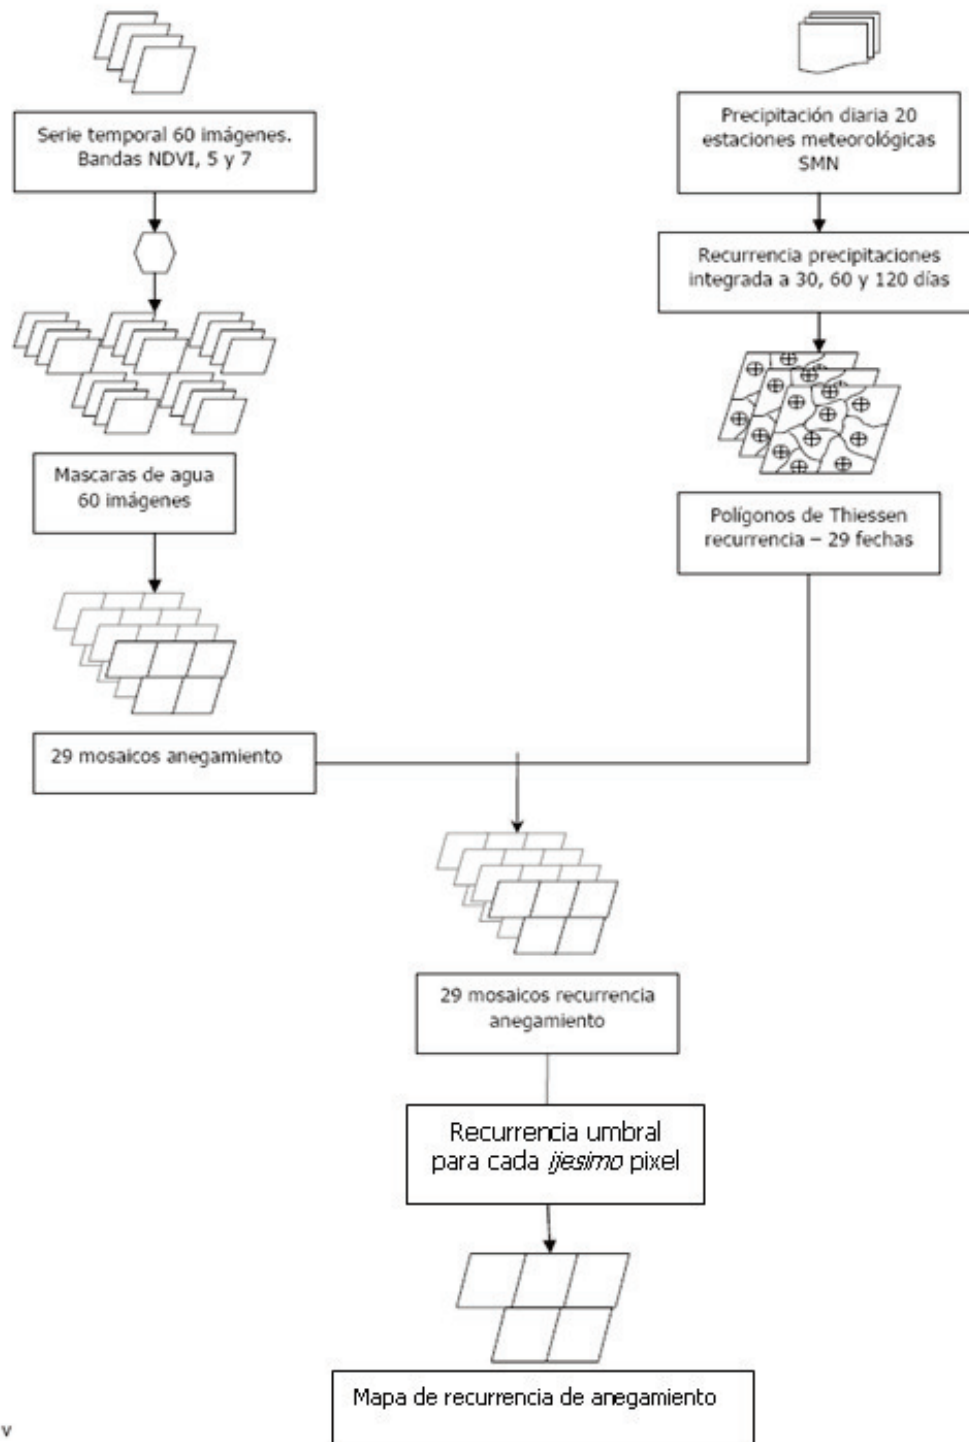 Serie temporal 60 imágenes.
Bandas NDVI, 5 y 7
Precipitación diaria 20
estaciones meteorológicas
SMN
Recurrencia precipitaciones
integrada a 30, 60 y 120 días
Mascaras de agua
60 imágenes
Polígonos de Thiessen
recurrencia – 29 fechas
29 mosaicos anegamiento
29 mosaicos recurrencia
anegamiento
Recurrencia umbral
para cada ijesimo pixel
Mapa de recurrencia de anegamiento
v